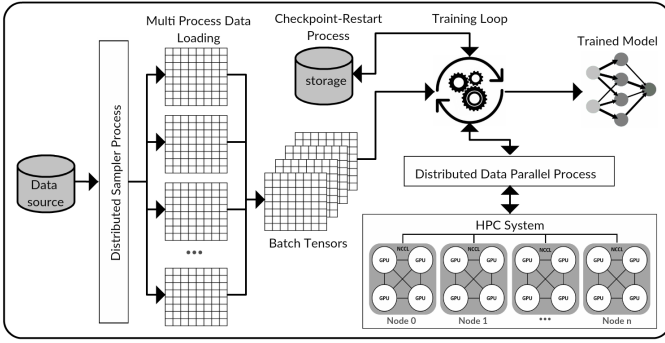 Multi Process Data
Loading
Checkpoint-Restart
Process
storage
Training Loop
Trained Model
Data
source
Distributed Sampler Process
•••
Batch Tensors
Distributed Data Parallel Process
HPC System
NCCL
GPU
GPU
GPU
GPU
Node 0
NCCL
GPU
GPU
GPU
GPU
Node 1
NCCL
GPU
GPU
GPU
GPU
•••
NCCL
GPU
GPU
GPU
GPU
Node n